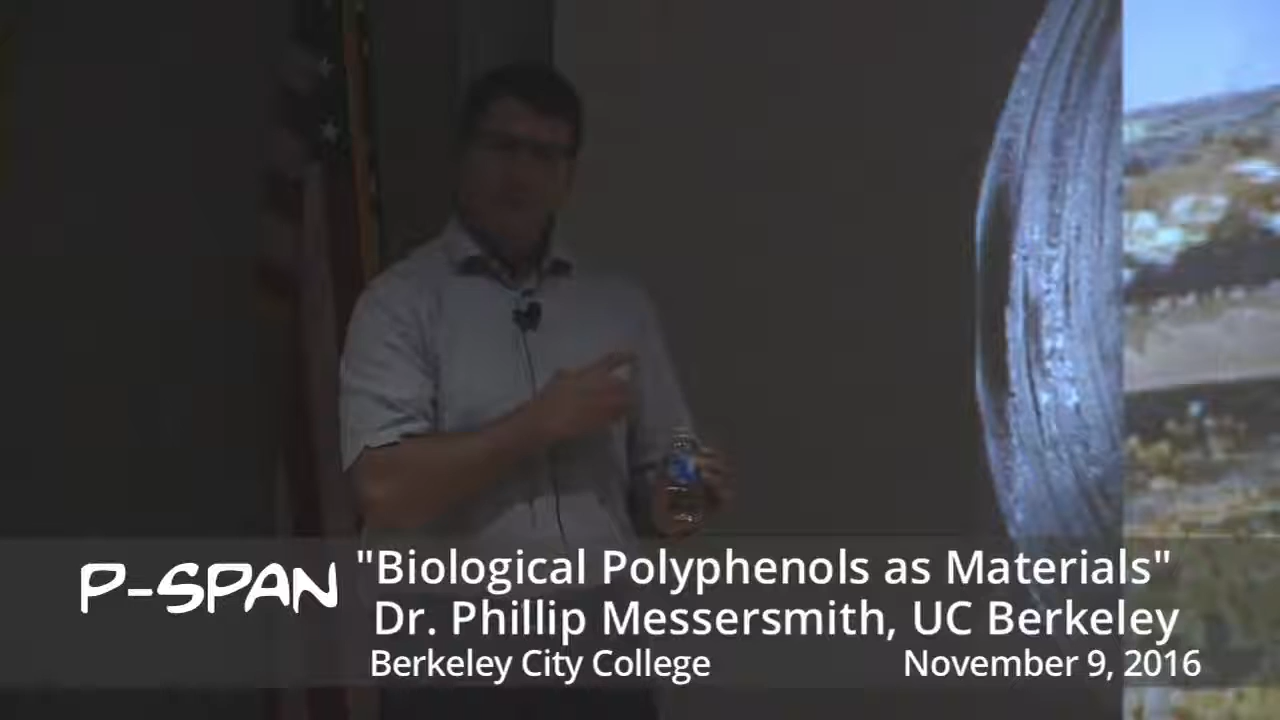 P-SPAN
"Biological Polyphenols as Materials"
Dr. Phillip Messersmith, UC Berkeley
Berkeley City College
November 9, 2016